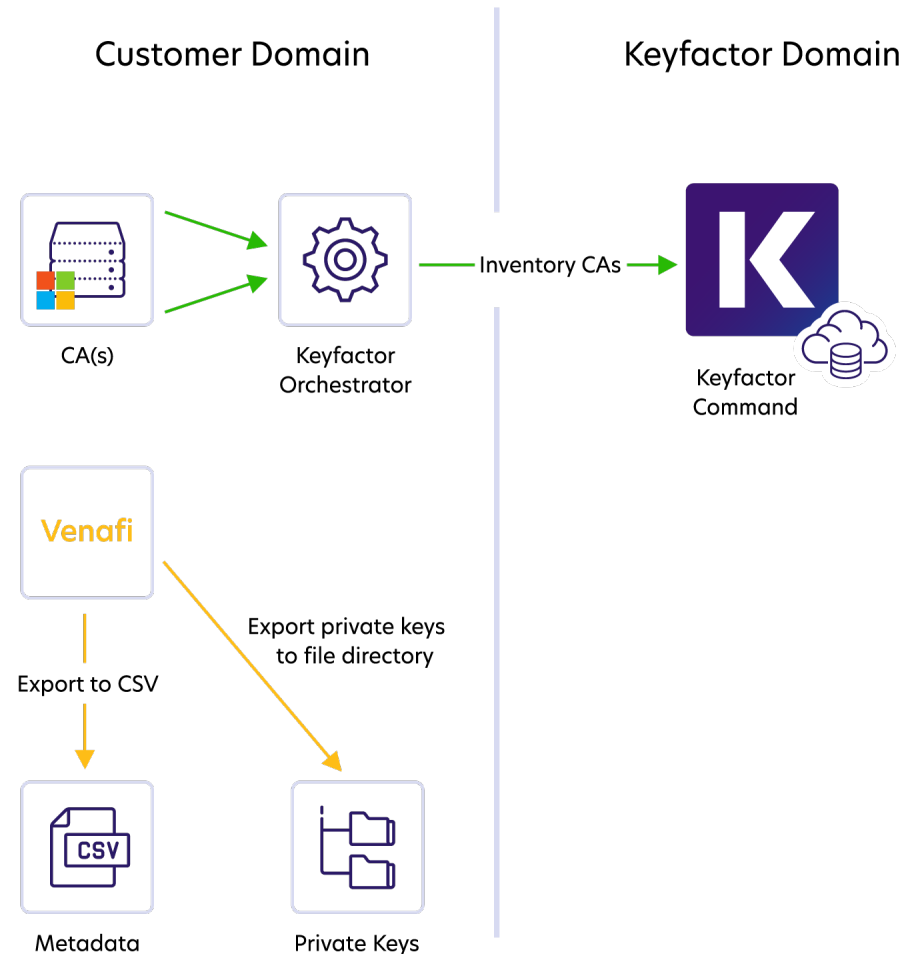 Customer Domain
Keyfactor Domain
Inventory CAs
CA(s)
Keyfactor
Orchestrator
K
Keyfactor
Command
Venafi
Export private keys
to file directory
Export to CSV
CSV
Metadata
Private Keys